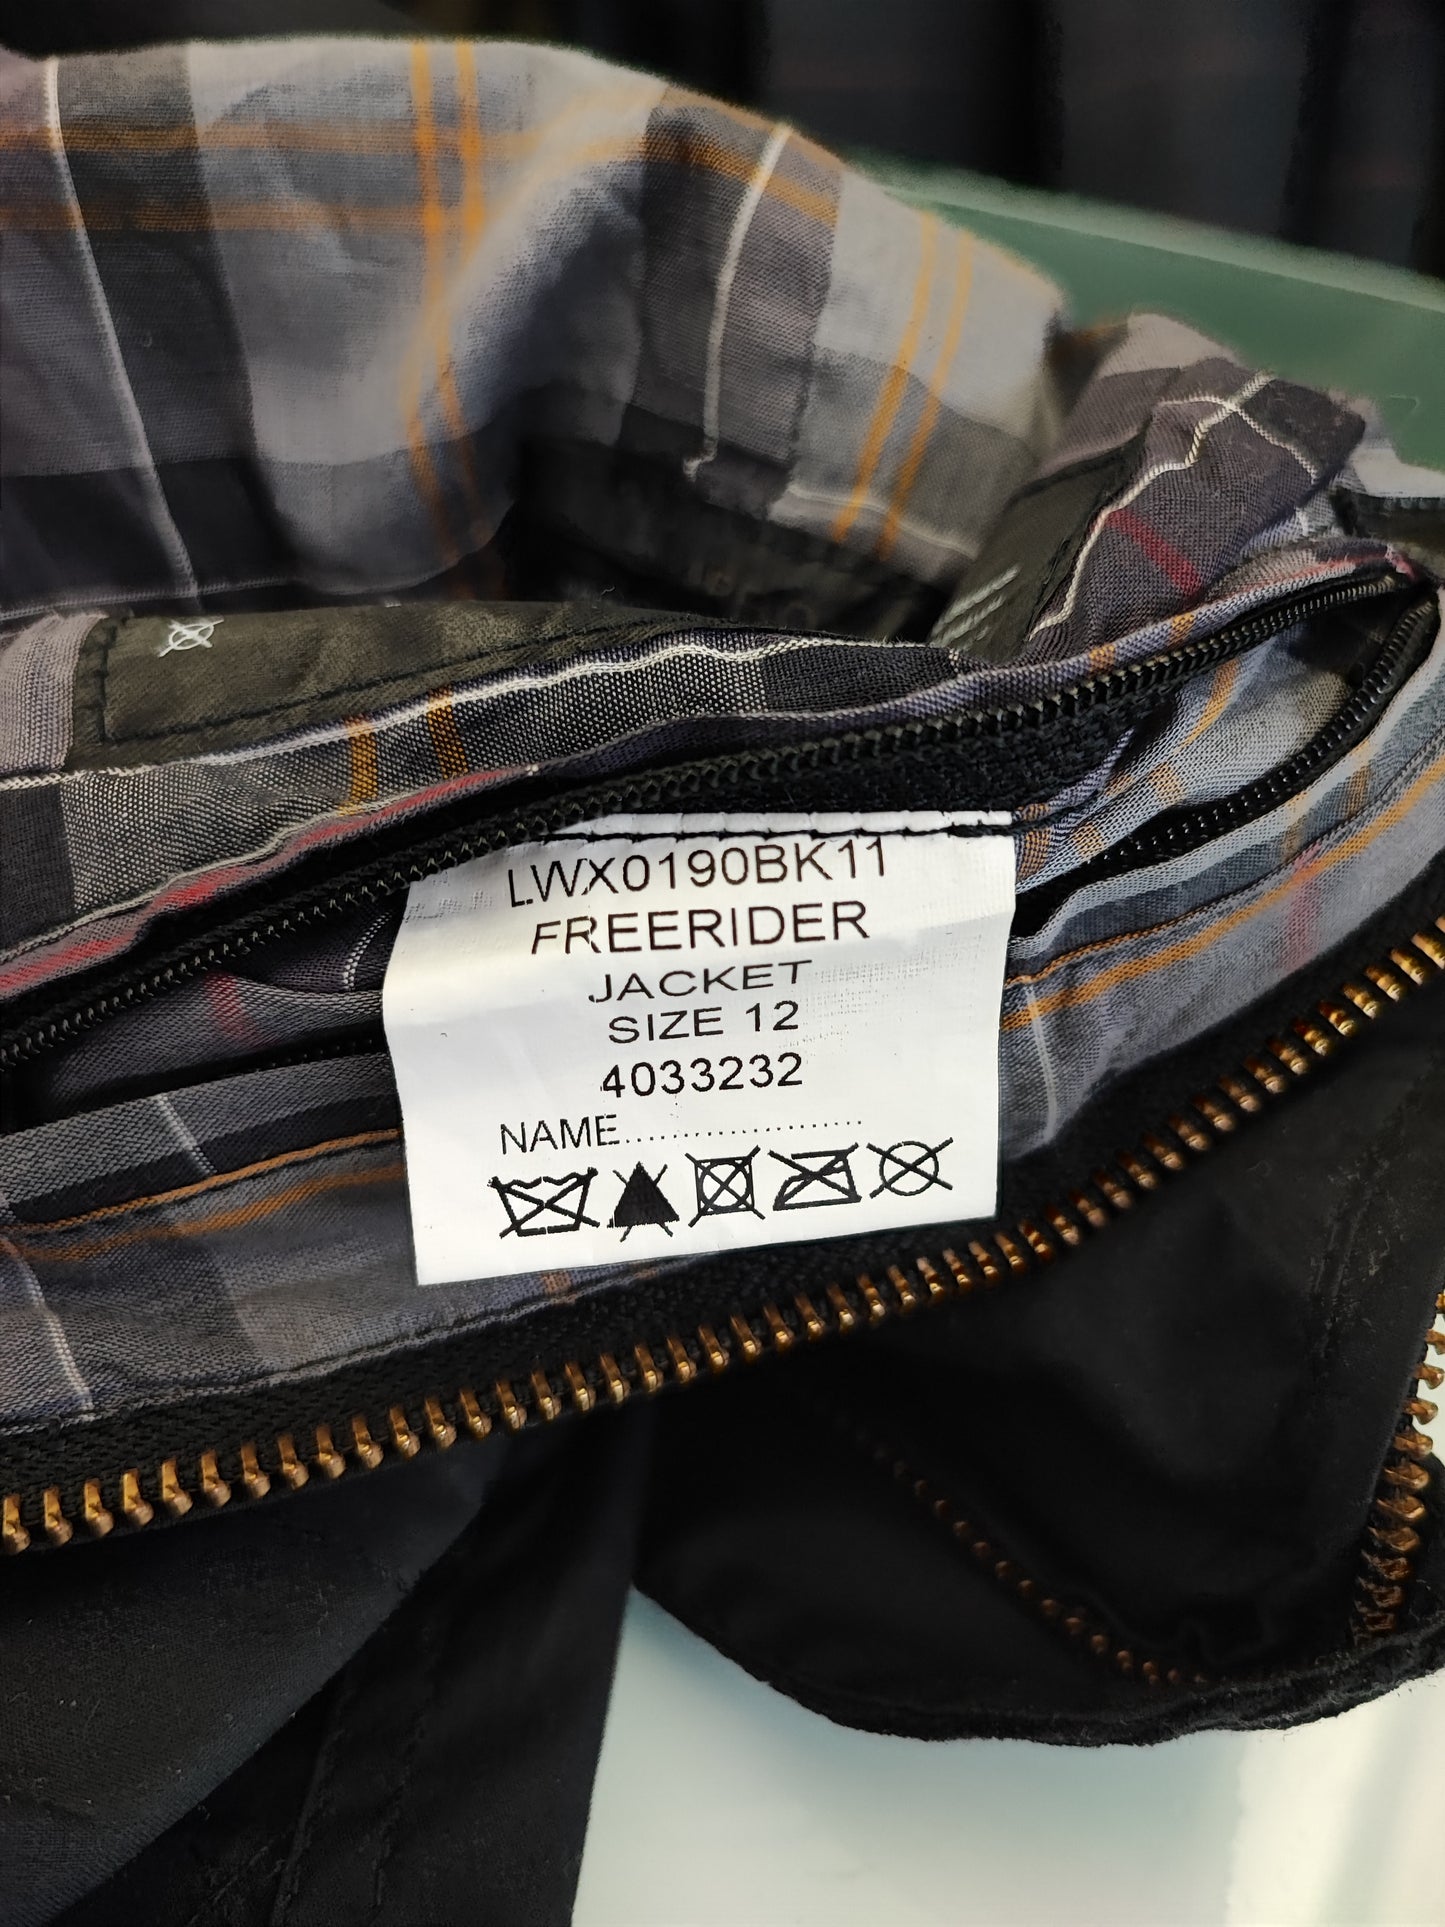 LWX0190BK11
FREERIDER
JACKET
SIZE 12
4033232
NAME.....................